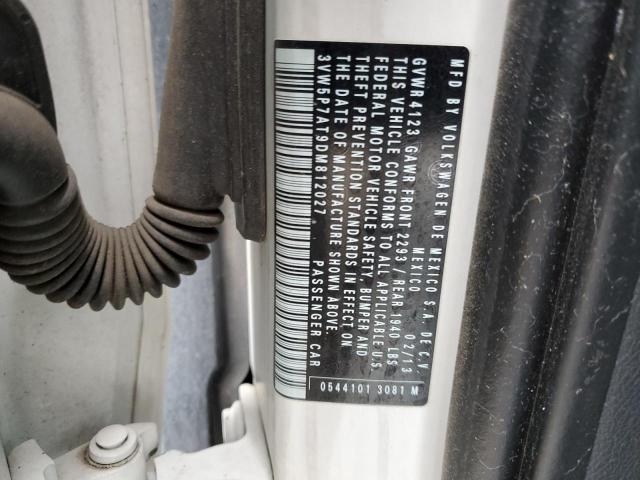 MFD BY VOLKSWAGEN DE MEXICO S.A. DE C.V
MEXICO 02/13
GVWR 4123 GAWR FRONT 2293 / REAR 1940 LBS
THIS VEHICLE CONFORMS TO ALL APPLICABLE U.S.
FEDERAL MOTOR VEHICLE SAFETY, BUMPER AND
THEFT PREVENTION STANDARDS IN EFFECT ON
THE DATE OF MANUFACTURE SHOWN ABOVE.
3VW5P7AT9DM812027 PASSENGER CAR
0544101 3081 M